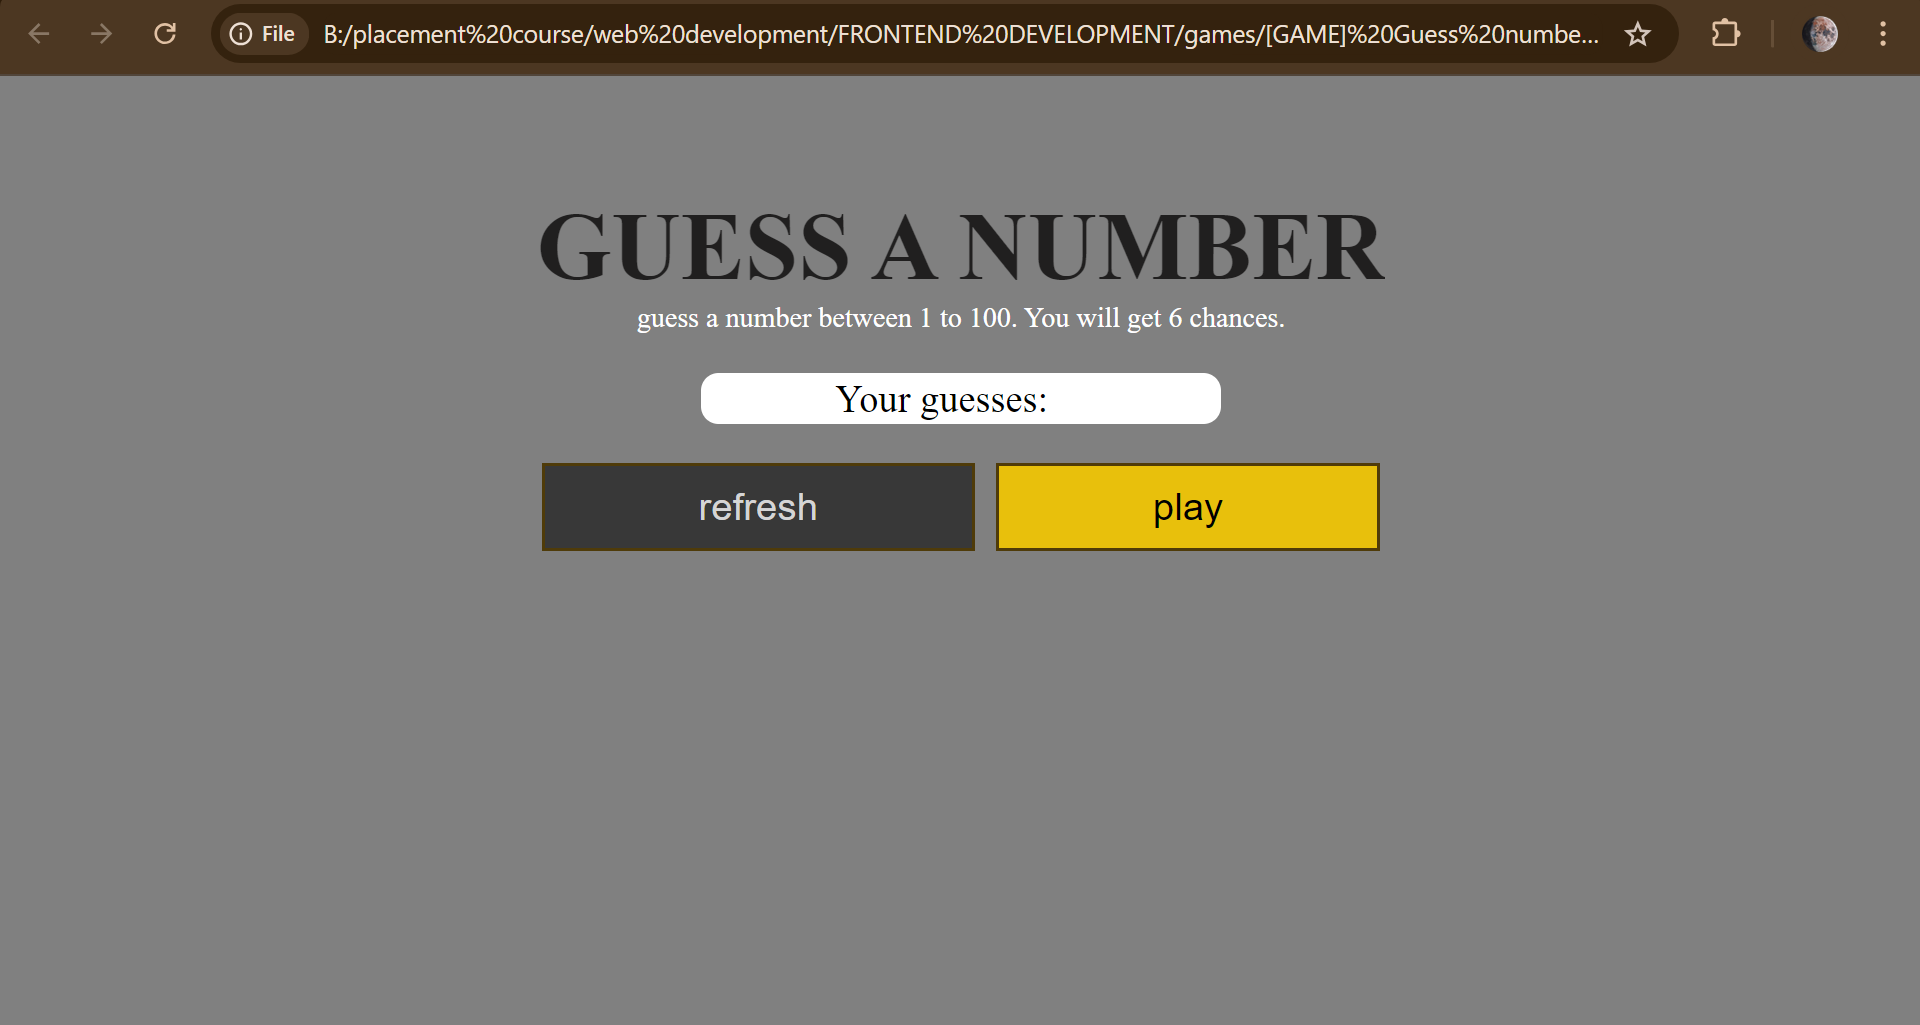 File B:/placement%20course/web%20development/FRONTEND%20DEVELOPMENT/games/[GAME]%20Guess%20numbe...
GUESS A NUMBER
guess a number between 1 to 100. You will get 6 chances.
Your guesses:
refresh play